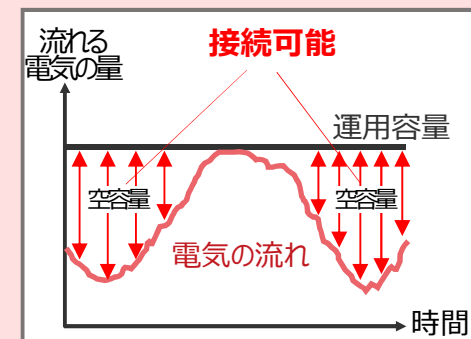 流れる
電気の量
接続可能
運用容量
空容量
空容量
電気の流れ
時間